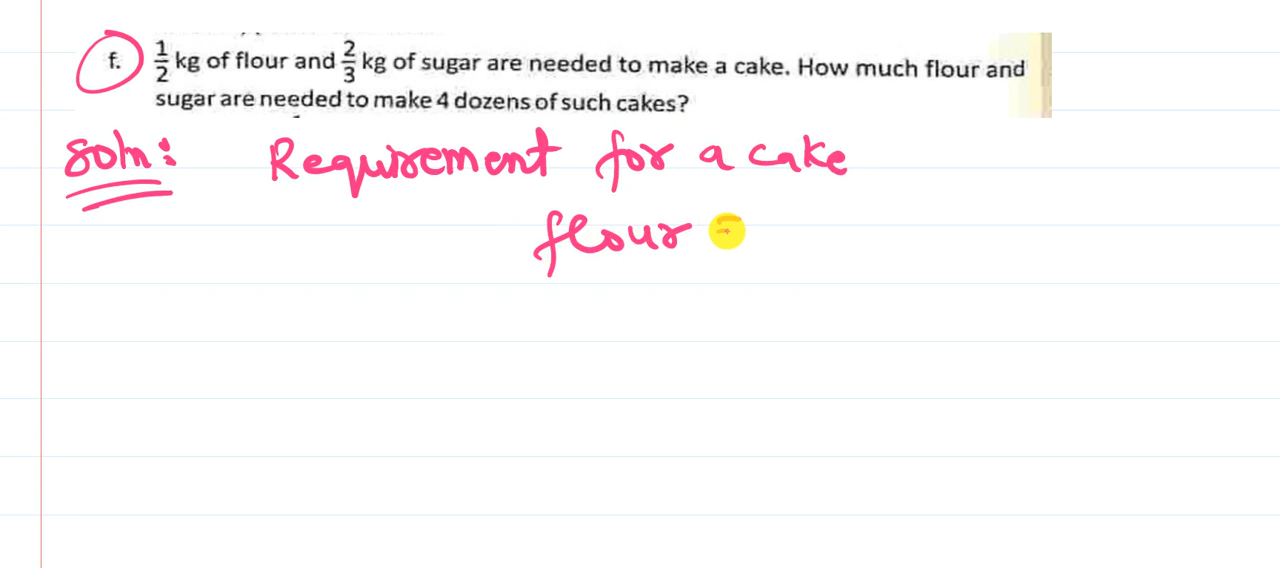 f. 1/2 kg of flour and 2/3 kg of sugar are needed to make a cake. How much flour and
sugar are needed to make 4 dozens of such cakes?
Soln: Requirement for a cake
flour =